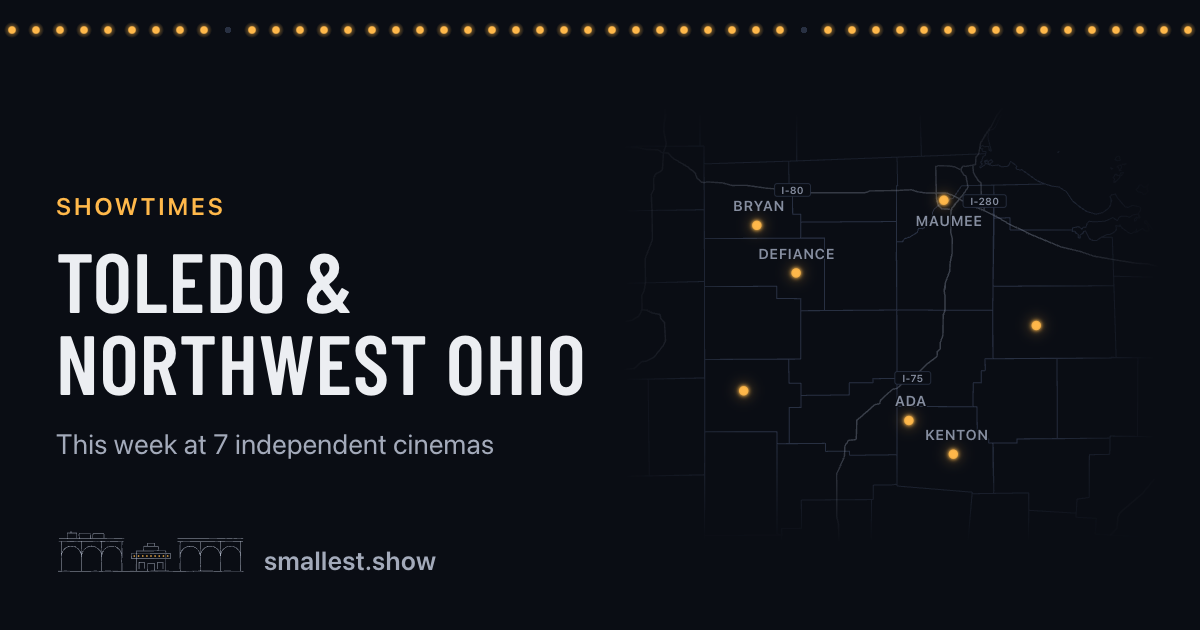 SHOWTIMES
TOLEDO &
NORTHWEST OHIO
This week at 7 independent cinemas
smallest.show
I-80
BRYAN
I-280
MAUMEE
DEFIANCE
I-75
ADA
KENTON